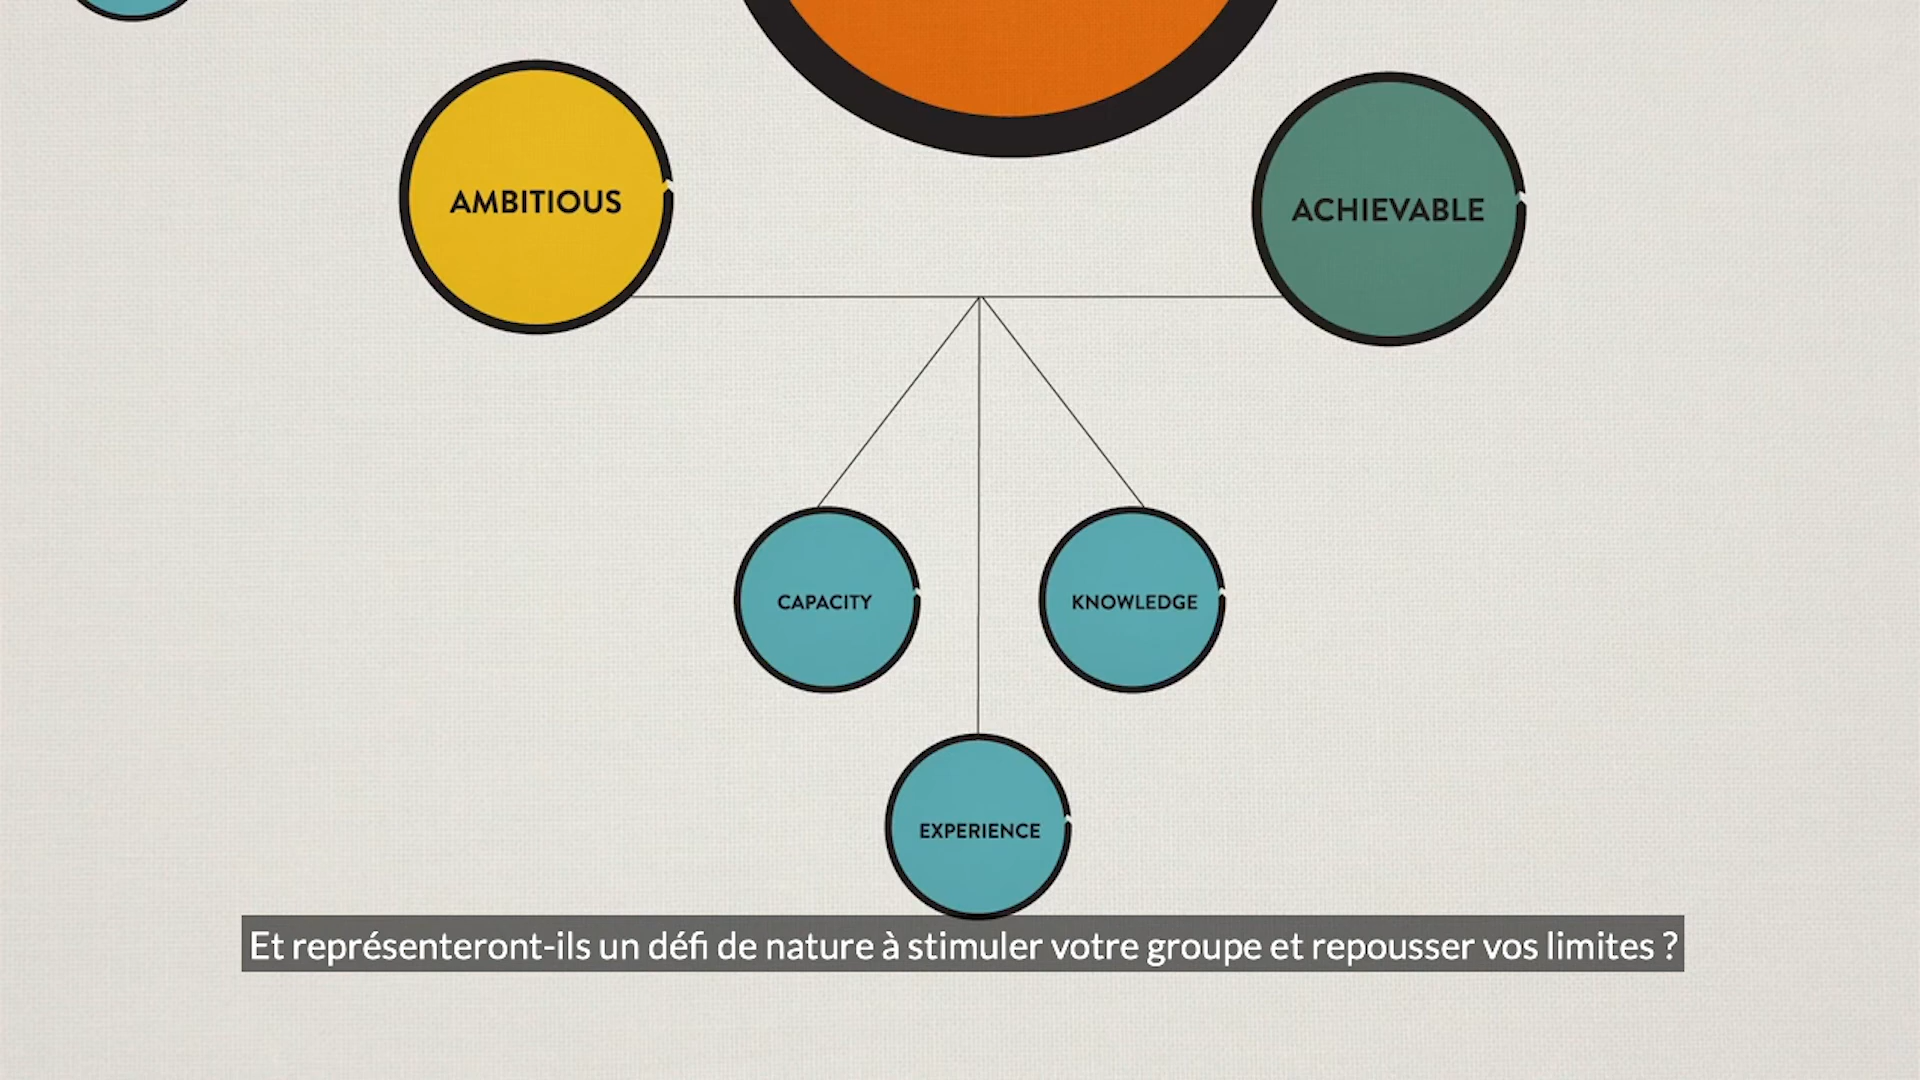 AMBITIOUS
ACHIEVABLE
CAPACITY
KNOWLEDGE
EXPERIENCE
Et représenteront-ils un défi de nature à stimuler votre groupe et repousser vos limites ?